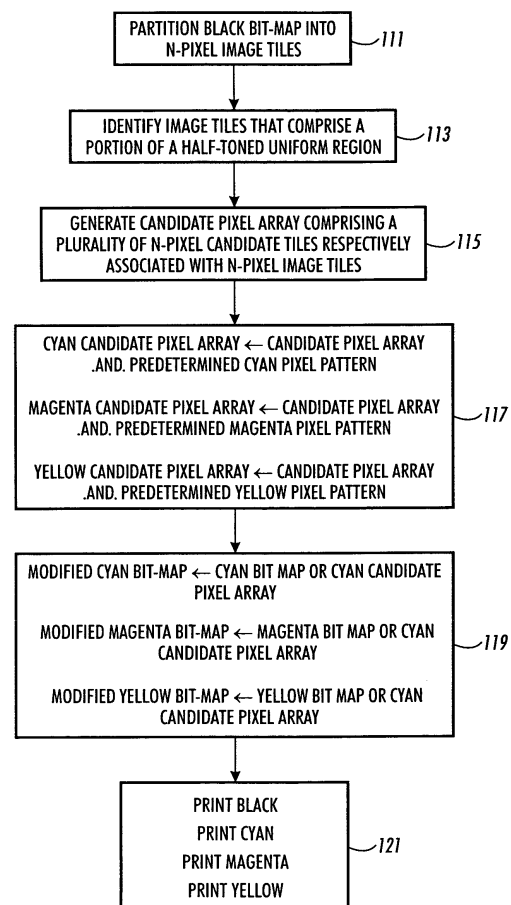 PARTITION BLACK BIT-MAP INTO
N-PIXEL IMAGE TILES
111
IDENTIFY IMAGE TILES THAT COMPRISE A
PORTION OF A HALF-TONED UNIFORM REGION
113
GENERATE CANDIDATE PIXEL ARRAY COMPRISING A
PLURALITY OF N-PIXEL CANDIDATE TILES RESPECTIVELY
ASSOCIATED WITH N-PIXEL IMAGE TILES
115
CYAN CANDIDATE PIXEL ARRAY ← CANDIDATE PIXEL ARRAY
.AND. PREDETERMINED CYAN PIXEL PATTERN
MAGENTA CANDIDATE PIXEL ARRAY ← CANDIDATE PIXEL ARRAY
.AND. PREDETERMINED MAGENTA PIXEL PATTERN
YELLOW CANDIDATE PIXEL ARRAY ← CANDIDATE PIXEL ARRAY
.AND. PREDETERMINED YELLOW PIXEL PATTERN
117
MODIFIED CYAN BIT-MAP ← CYAN BIT MAP OR CYAN CANDIDATE
PIXEL ARRAY
MODIFIED MAGENTA BIT-MAP ← MAGENTA BIT MAP OR CYAN
CANDIDATE PIXEL ARRAY
MODIFIED YELLOW BIT-MAP ← YELLOW BIT MAP OR CYAN
CANDIDATE PIXEL ARRAY
119
PRINT BLACK
PRINT CYAN
PRINT MAGENTA
PRINT YELLOW
121